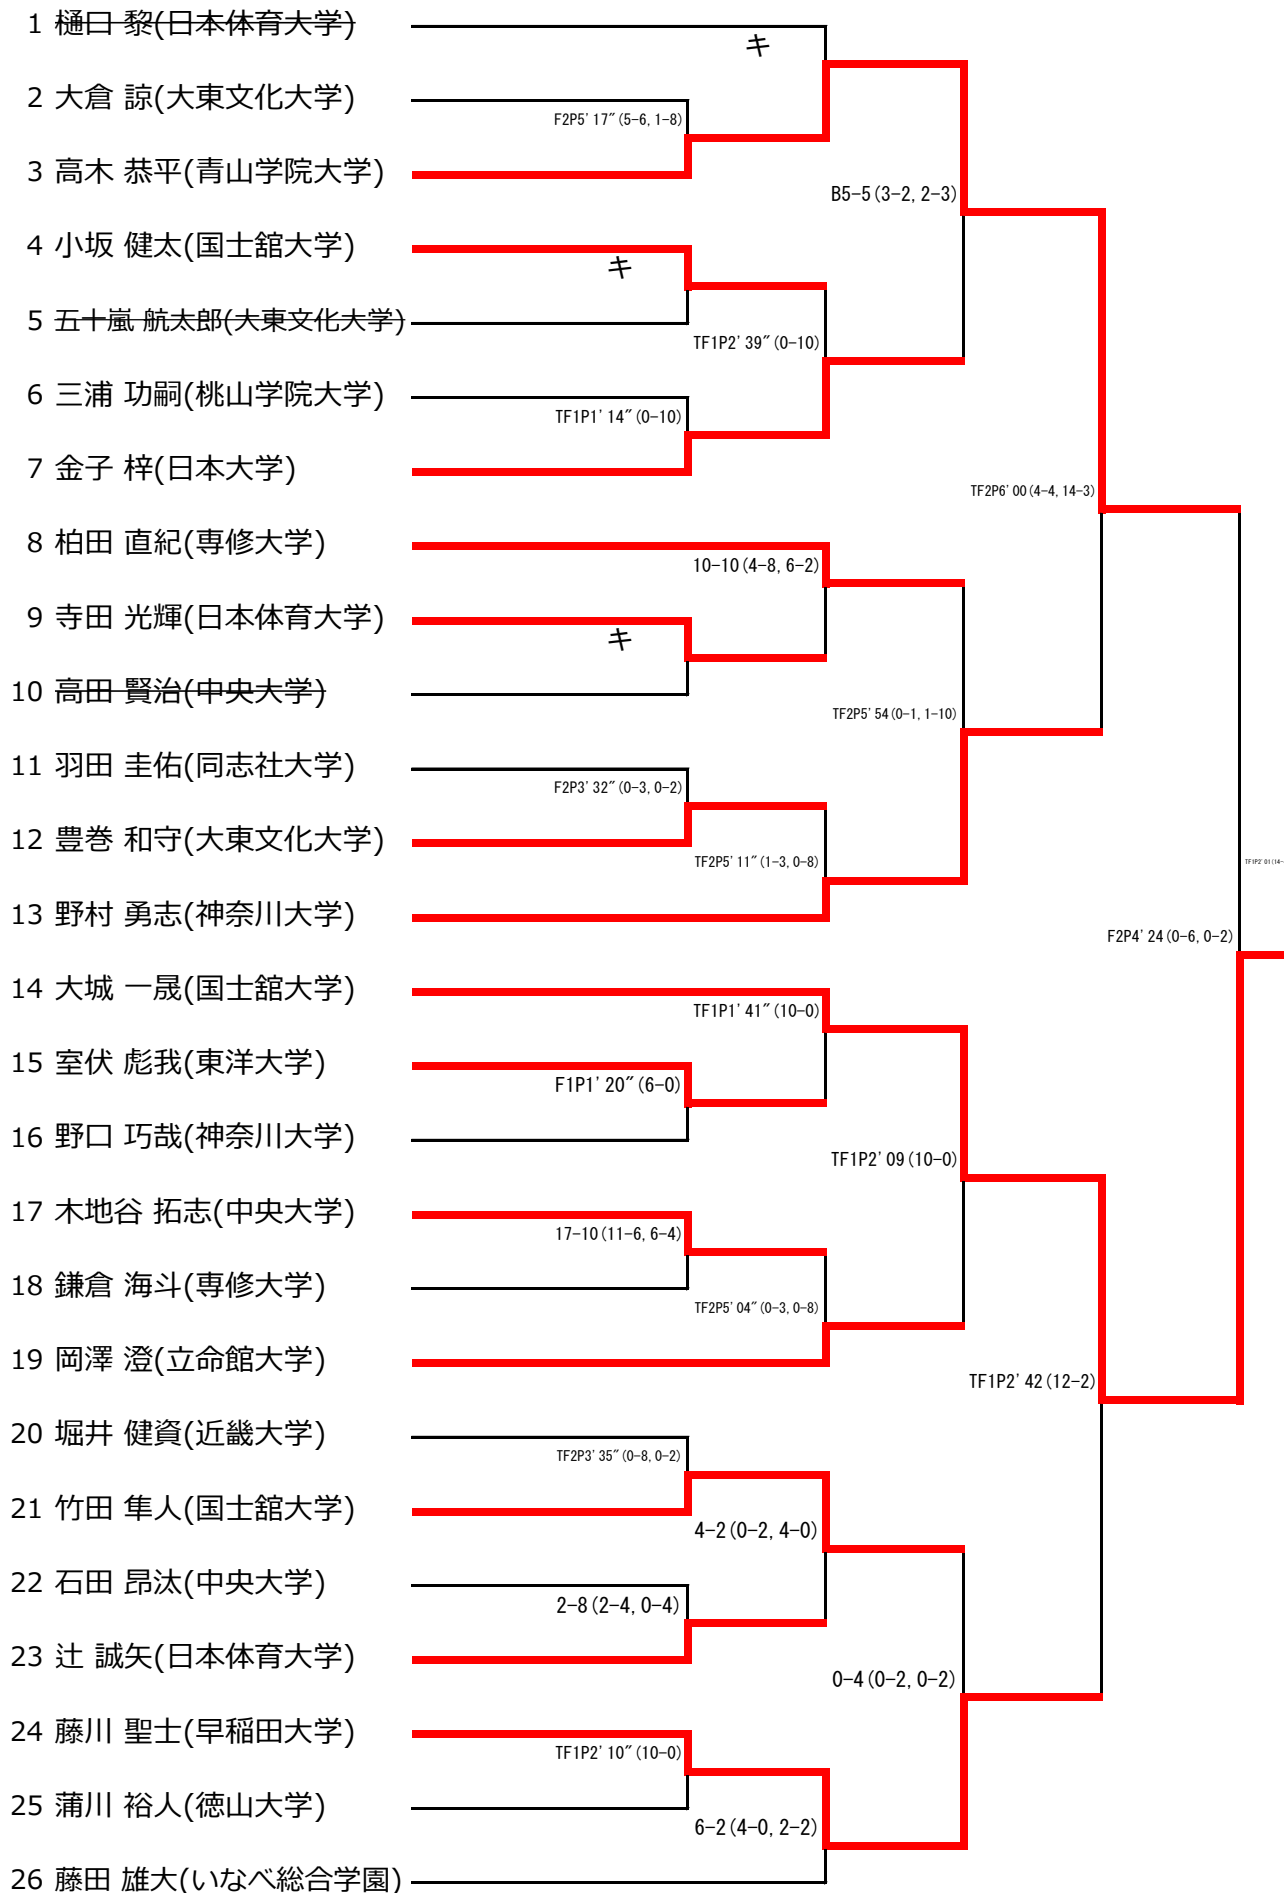 1 樋口 黎(日本体育大学)
キ
2 大倉 諒(大東文化大学)
F2P5'17"(5-6,1-8)
3 高木 恭平(青山学院大学)
B5-5(3-2,2-3)
4 小坂 健太(国士舘大学)
キ
5 五十嵐 航太郎(大東文化大学)
TF1P2'39"(0-10)
6 三浦 功嗣(桃山学院大学)
TF1P1'14"(0-10)
7 金子 梓(日本大学)
TF2P6'00(4-4,14-3)
8 柏田 直紀(専修大学)
10-10(4-8,6-2)
9 寺田 光輝(日本体育大学)
キ
10 高田 賢治(中央大学)
TF2P5'54(0-1,1-10)
11 羽田 圭佑(同志社大学)
F2P3'32"(0-3,0-2)
12 豊巻 和守(大東文化大学)
TF2P5'11"(1-3,0-8)
TF1P2'01(14-
13 野村 勇志(神奈川大学)
F2P4'24(0-6,0-2)
14 大城 一晟(国士舘大学)
TF1P1'41"(10-0)
15 室伏 彪我(東洋大学)
F1P1'20"(6-0)
16 野口 巧哉(神奈川大学)
TF1P2'09(10-0)
17 木地谷 拓志(中央大学)
17-10(11-6,6-4)
18 鎌倉 海斗(専修大学)
TF2P5'04"(0-3,0-8)
19 岡澤 澄(立命館大学)
TF1P2'42(12-2)
20 堀井 健資(近畿大学)
TF2P3'35"(0-8,0-2)
21 竹田 隼人(国士舘大学)
4-2(0-2,4-0)
22 石田 昂汰(中央大学)
2-8(2-4,0-4)
23 辻 誠矢(日本体育大学)
0-4(0-2,0-2)
24 藤川 聖士(早稲田大学)
TF1P2'10"(10-0)
25 蒲川 裕人(徳山大学)
6-2(4-0,2-2)
26 藤田 雄大(いなべ総合学園)